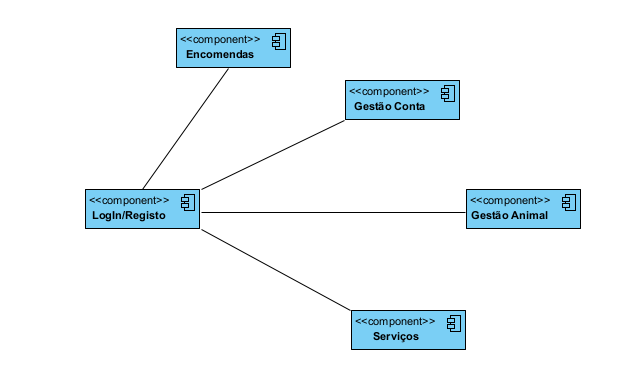 <<component>>
Encomendas
<<component>>
Gestão Conta
<<component>>
LogIn/Registo
<<component>>
Gestão Animal
<<component>>
Serviços